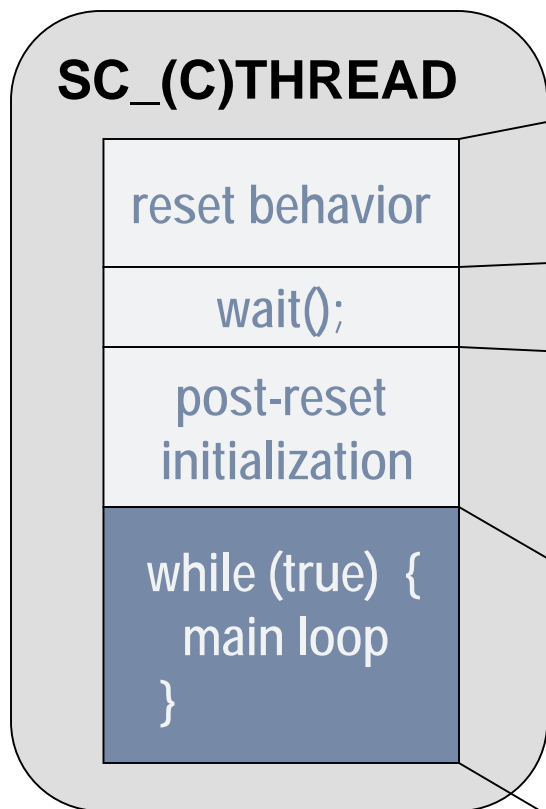 SC_(C)THREAD
reset behavior
wait();
post-reset
initialization
while (true) {
main loop
}